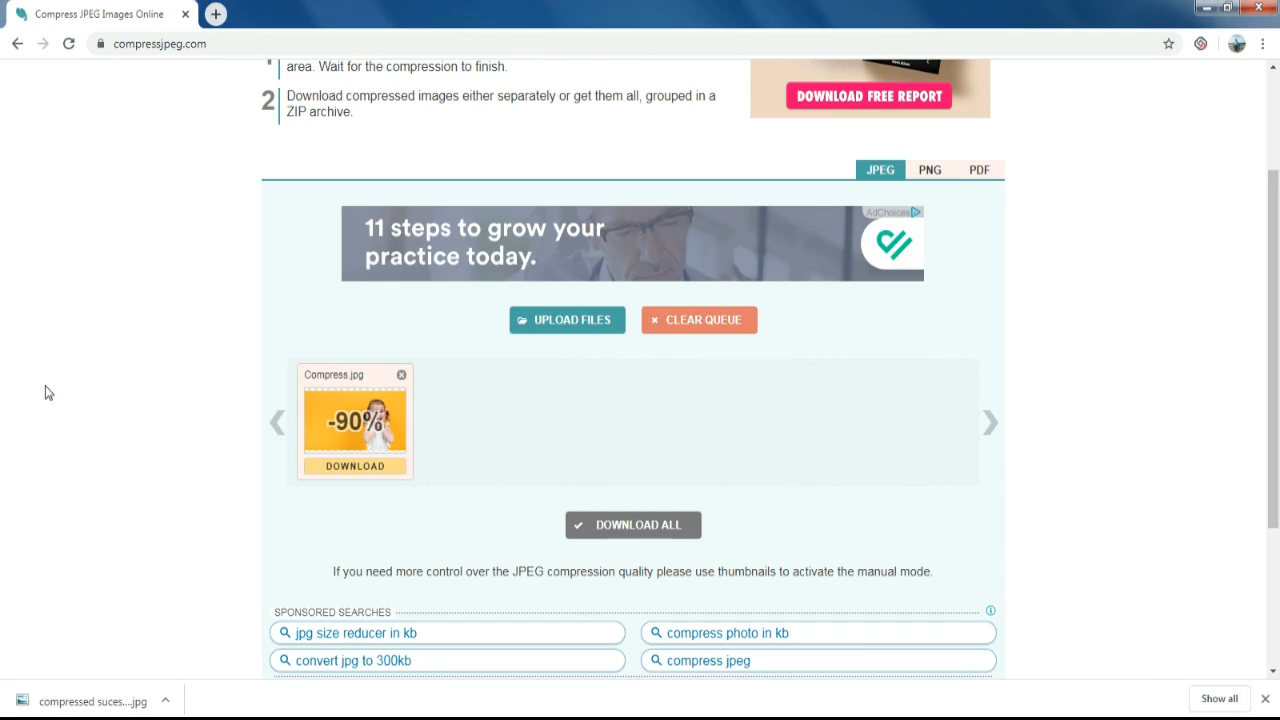 Compress JPEG Images Online
compressjpeg.com
area. Wait for the compression to finish.
2 Download compressed images either separately or get them all, grouped in a
ZIP archive.
DOWNLOAD FREE REPORT
JPEG PNG PDF
11 steps to grow your
practice today.
AdChoices
UPLOAD FILES CLEAR QUEUE
Compress.jpg
-90%
DOWNLOAD
DOWNLOAD ALL
If you need more control over the JPEG compression quality please use thumbnails to activate the manual mode.
SPONSORED SEARCHES
jpg size reducer in kb compress photo in kb
convert jpg to 300kb compress jpeg
compressed suces....jpg Show all